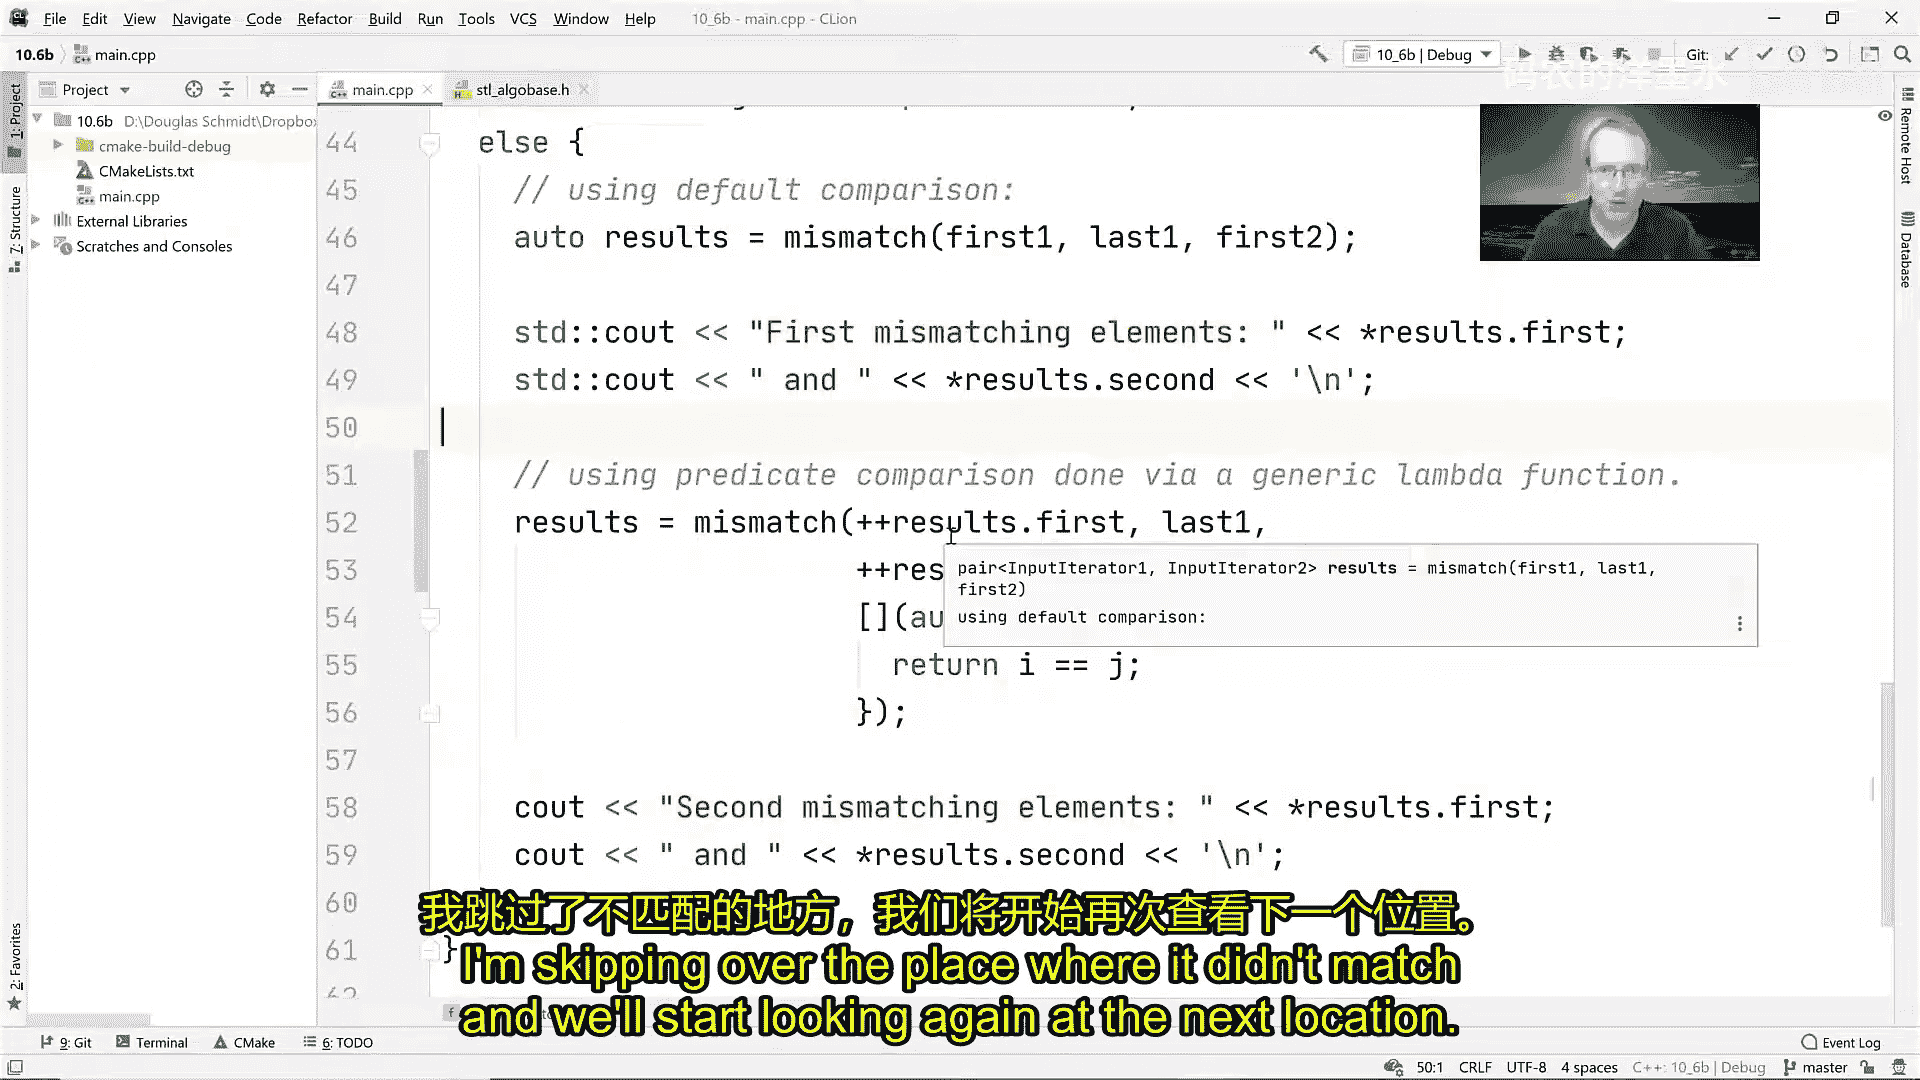 File Edit View Navigate Code Refactor Build Run Tools VCS Window Help 10_6b - main.cpp - CLion
10.6b main.cpp 10_6b | Debug Git:
码农的洋墨水
Project main.cpp stl_algobase.h
1: Project
10.6b D:\Douglas Schmidt\Dropbox
cmake-build-debug
CMakeLists.txt
main.cpp
External Libraries
Scratches and Consoles
7: Structure
2: Favorites
Remote Host
Database
44 else {
45 // using default comparison:
46 auto results = mismatch(first1, last1, first2);
47
48 std::cout << "First mismatching elements: " << *results.first;
49 std::cout << " and " << *results.second << '\n';
50
51 // using predicate comparison done via a generic lambda function.
52 results = mismatch(++results.first, last1,
53 ++res
54 [](au
pair<InputIterator1, InputIterator2> results = mismatch(first1, last1,
first2)
using default comparison:
55 return i == j;
56 });
57
58 cout << "Second mismatching elements: " << *results.first;
59 cout << " and " << *results.second << '\n';
60
61 }
我跳过了不匹配的地方，我们将开始再次查看下一个位置。
I'm skipping over the place where it didn't match
and we'll start looking again at the next location.
9: Git Terminal CMake 6: TODO Event Log
50:1 CRLF UTF-8 4 spaces C++: 10_6b | Debug master